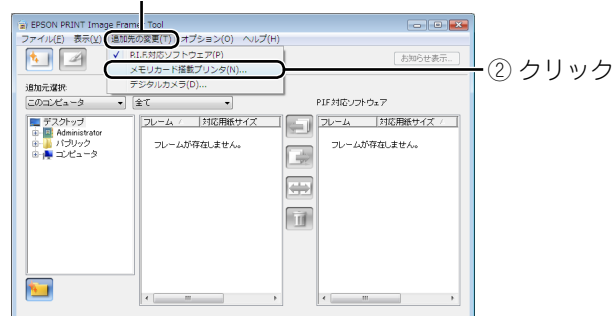 EPSON PRINT Image Framer Tool
ファイル(F) 表示(V) 追加先の変更(T) オプション(O) ヘルプ(H)
✓ P.I.F.対応ソフトウェア(P)
メモリカード搭載プリンタ(N)...
デジタルカメラ(D)...
お知らせ表示...
② クリック
追加元選択:
このコンピュータ 全て P.I.F.対応ソフトウェア
デスクトップ
Administrator
パブリック
コンピュータ
フレーム / 対応用紙サイズ
フレームが存在しません。
フレーム / 対応用紙サイズ
フレームが存在しません。